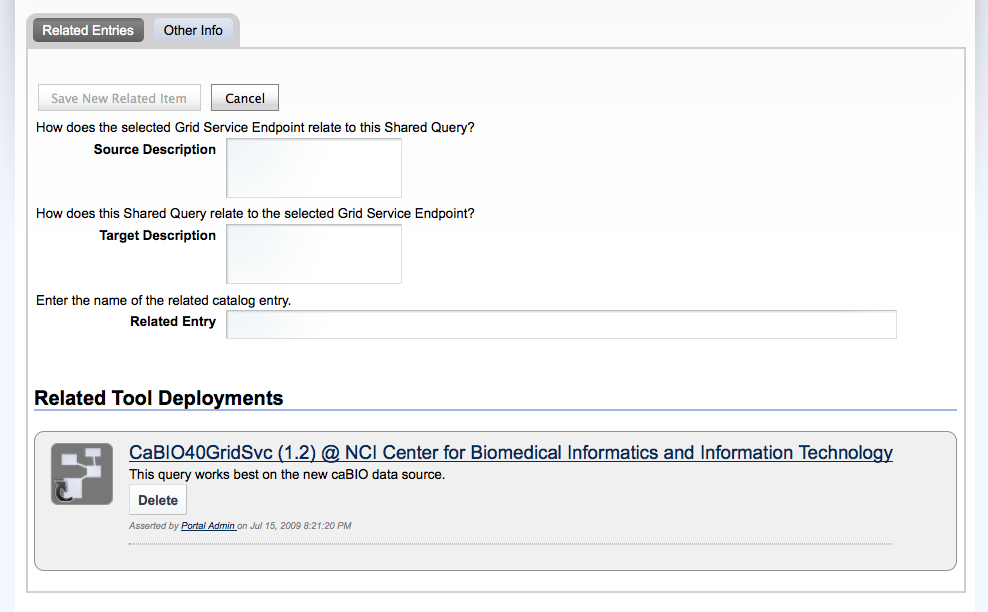 Related Entries Other Info
Save New Related Item Cancel
How does the selected Grid Service Endpoint relate to this Shared Query?
Source Description
How does this Shared Query relate to the selected Grid Service Endpoint?
Target Description
Enter the name of the related catalog entry.
Related Entry
Related Tool Deployments
CaBIO40GridSvc (1.2) @ NCI Center for Biomedical Informatics and Information Technology
This query works best on the new caBIO data source.
Delete
Asserted by Portal Admin on Jul 15, 2009 8:21:20 PM